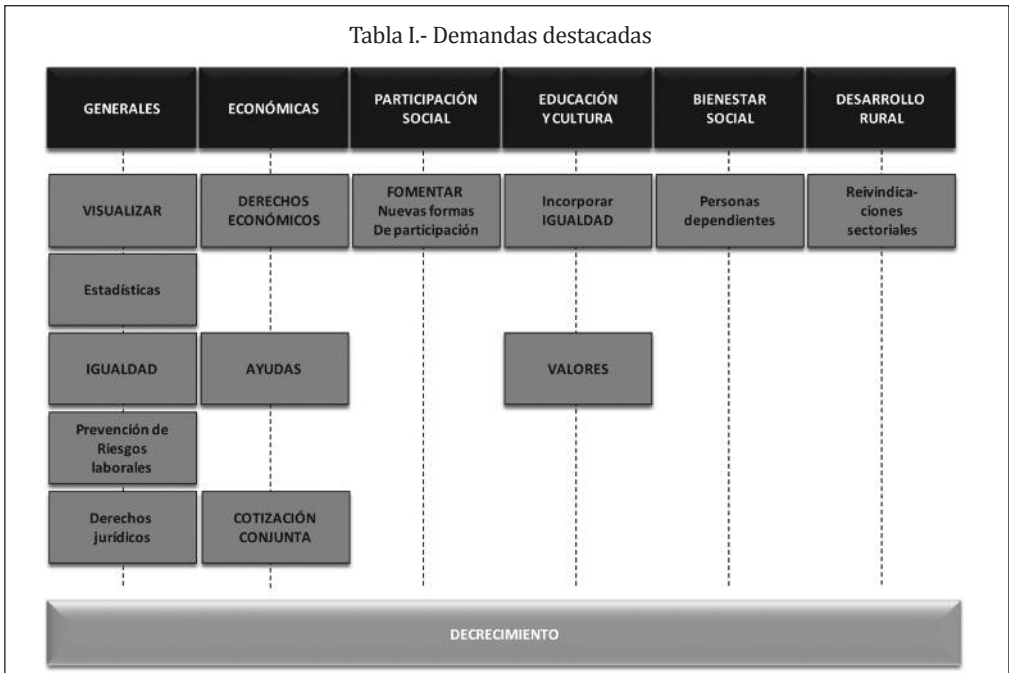 Tabla I.- Demandas destacadas
GENERALES
ECONÓMICAS
PARTICIPACIÓN
SOCIAL
EDUCACIÓN
Y CULTURA
BIENESTAR
SOCIAL
DESARROLLO
RURAL
VISUALIZAR
DERECHOS
ECONÓMICOS
FOMENTAR
Nuevas formas
De participación
Incorporar
IGUALDAD
Personas
dependientes
Reivindica-
ciones
sectoriales
Estadísticas
IGUALDAD
AYUDAS
VALORES
Prevención de
Riesgos
laborales
Derechos
jurídicos
COTIZACIÓN
CONJUNTA
DECRECIMIENTO